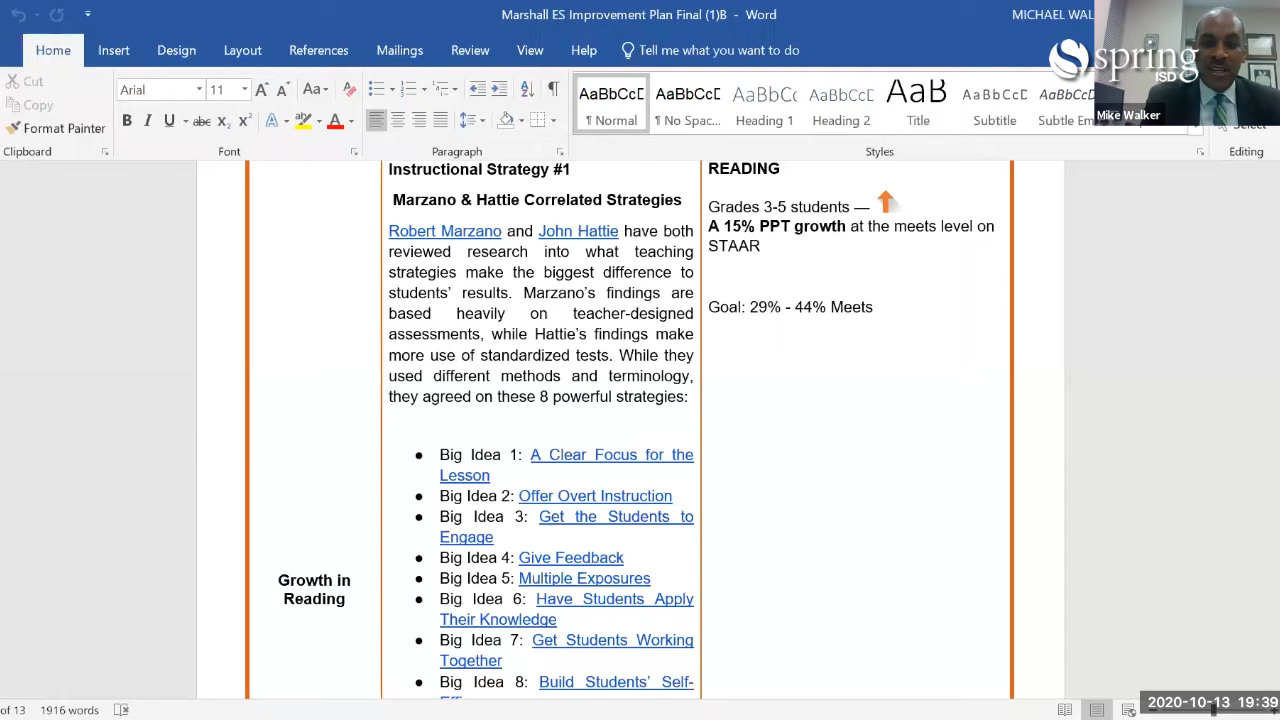 Marshall ES Improvement Plan Final (1)B - Word
MICHAEL WAL
Home Insert Design Layout References Mailings Review View Help Tell me what you want to do
spring
ISD
Mike Walker
Cut
Copy
Format Painte
Clipboard
Arial 11
Aa
B I U abc x₂ x²
A A
Font
Paragraph
AaBbCcD AaBbCcD AaBbC AaBbCcD AaB AaBbCcD AaBbCcD
¶ Normal ¶ No Spac... Heading 1 Heading 2 Title Subtitle Subtle Em
Styles
Select
Editing
Instructional Strategy #1
Marzano & Hattie Correlated Strategies
Robert Marzano and John Hattie have both
reviewed research into what teaching
strategies make the biggest difference to
students’ results. Marzano’s findings are
based heavily on teacher-designed
assessments, while Hattie’s findings make
more use of standardized tests. While they
used different methods and terminology,
they agreed on these 8 powerful strategies:
● Big Idea 1: A Clear Focus for the
Lesson
● Big Idea 2: Offer Overt Instruction
● Big Idea 3: Get the Students to
Engage
● Big Idea 4: Give Feedback
● Big Idea 5: Multiple Exposures
● Big Idea 6: Have Students Apply
Their Knowledge
● Big Idea 7: Get Students Working
Together
● Big Idea 8: Build Students’ Self-
Growth in
Reading
READING
Grades 3-5 students —
A 15% PPT growth at the meets level on
STAAR
Goal: 29% - 44% Meets
of 13 1916 words
2020-10-13 19:39